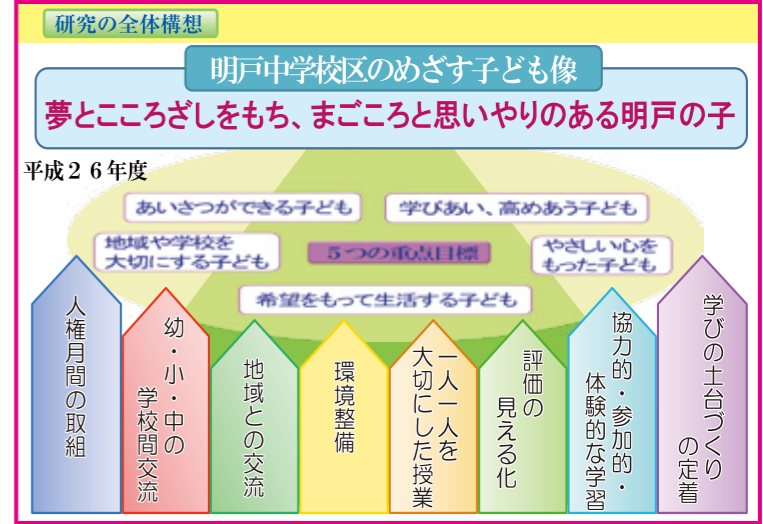 研究の全体構想
明戸中学校区のめざす子ども像
夢とこころざしをもち、まごころと思いやりのある明戸の子
平成２６年度
あいさつができる子ども
学びあい、高めあう子ども
地域や学校を
大切にする子ども
５つの重点目標
やさしい心を
もった子ども
希望をもって生活する子ども
人権月間の取組
幼・小・中の
学校間交流
地域との交流
環境整備
一人一人を
大切にした授業
評価の
見える化
協力的・参加的・
体験的な学習
学びの土台づくり
の定着